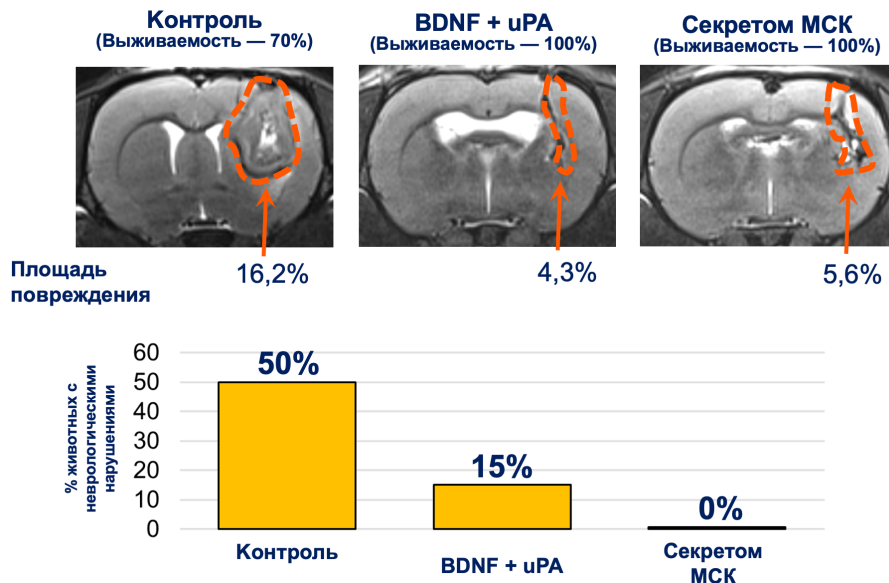 Контроль
(Выживаемость — 70%)
BDNF + uPA
(Выживаемость — 100%)
Секретом МСК
(Выживаемость — 100%)
Площадь
повреждения
16,2%
4,3%
5,6%
% животных с
неврологическими
нарушениями
60
50
40
30
20
10
0
50%
15%
0%
Контроль
BDNF + uPA
Секретом
МСК